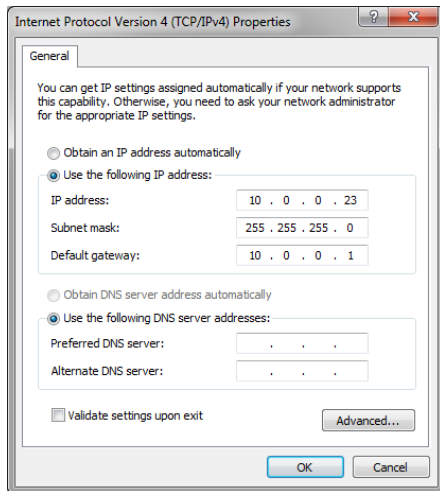 Internet Protocol Version 4 (TCP/IPv4) Properties
?
X
General
You can get IP settings assigned automatically if your network supports
this capability. Otherwise, you need to ask your network administrator
for the appropriate IP settings.
Obtain an IP address automatically
Use the following IP address:
IP address: 10 . 0 . 0 . 23
Subnet mask: 255 . 255 . 255 . 0
Default gateway: 10 . 0 . 0 . 1
Obtain DNS server address automatically
Use the following DNS server addresses:
Preferred DNS server: . . .
Alternate DNS server: . . .
Validate settings upon exit
Advanced...
OK
Cancel